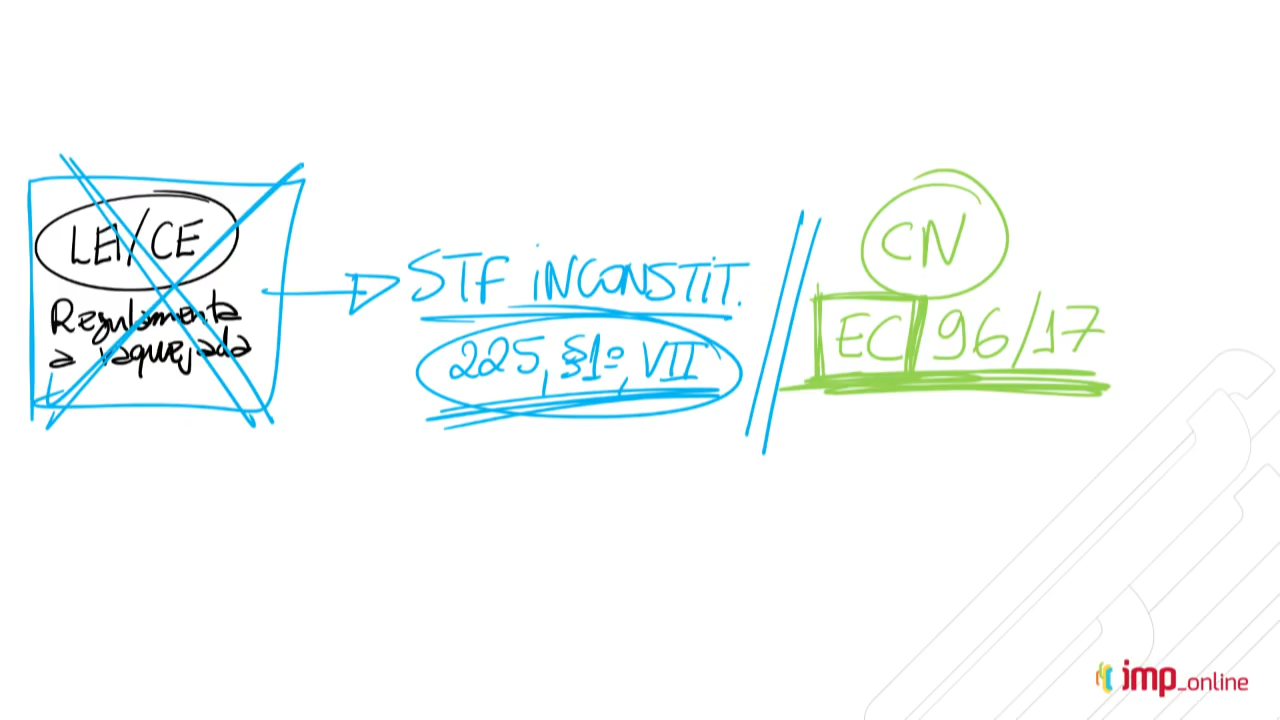 LEI/CE
Regulamenta
a vaquejada
STF INCONSTIT.
225, §1º, VII
CN
EC 96/17
imp_online